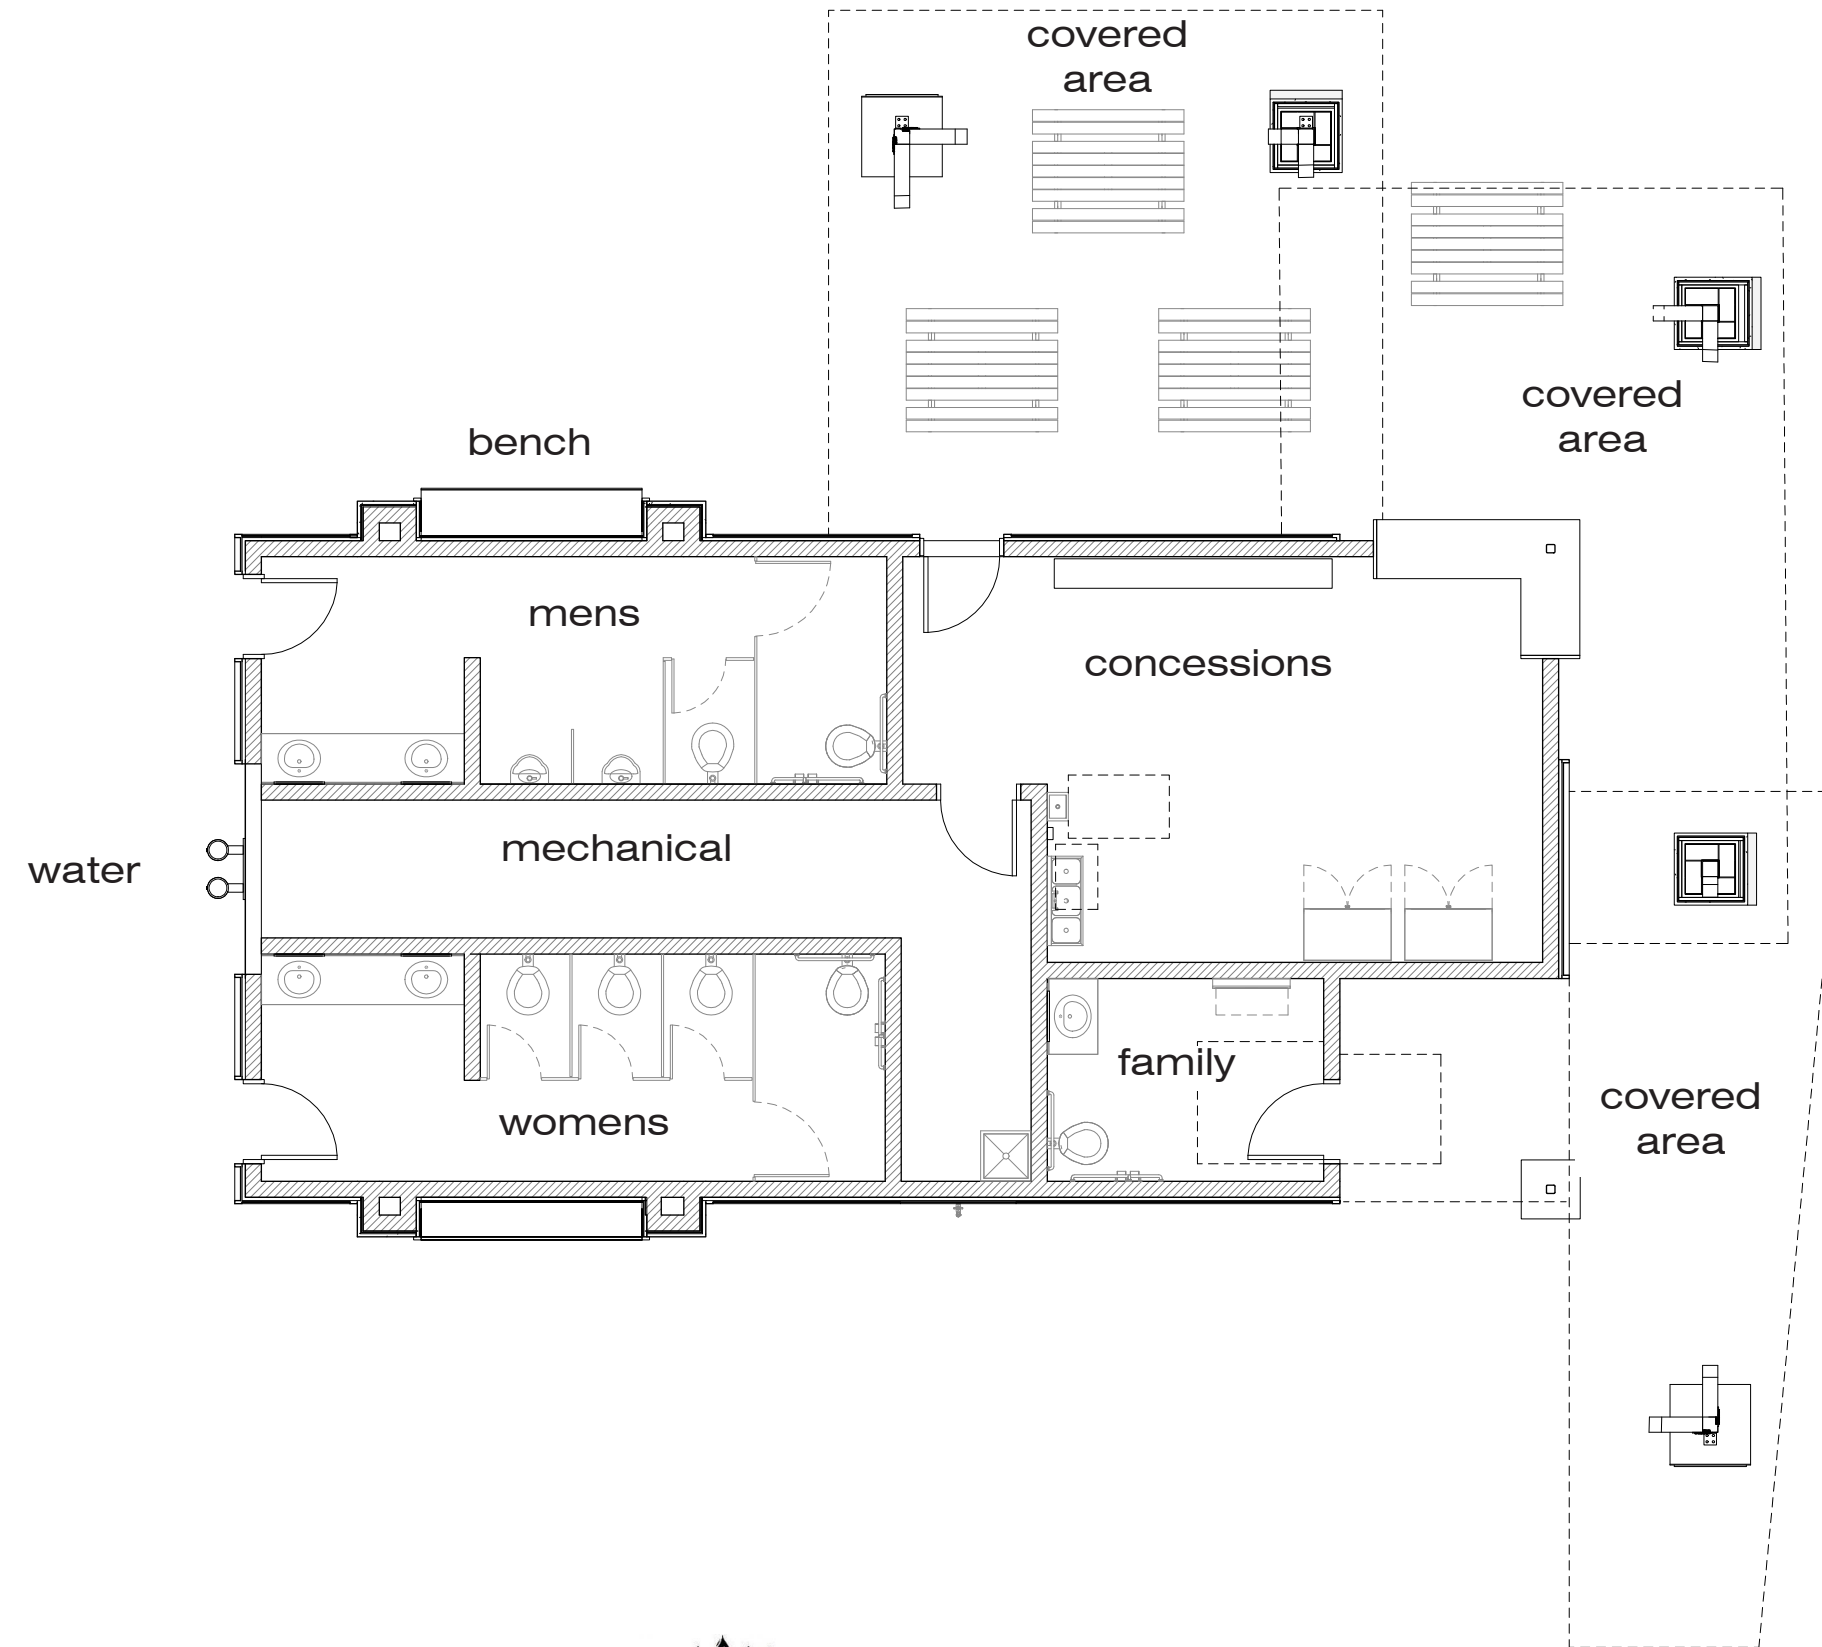 covered
area
covered
area
bench
mens
concessions
mechanical
water
family
womens
covered
area